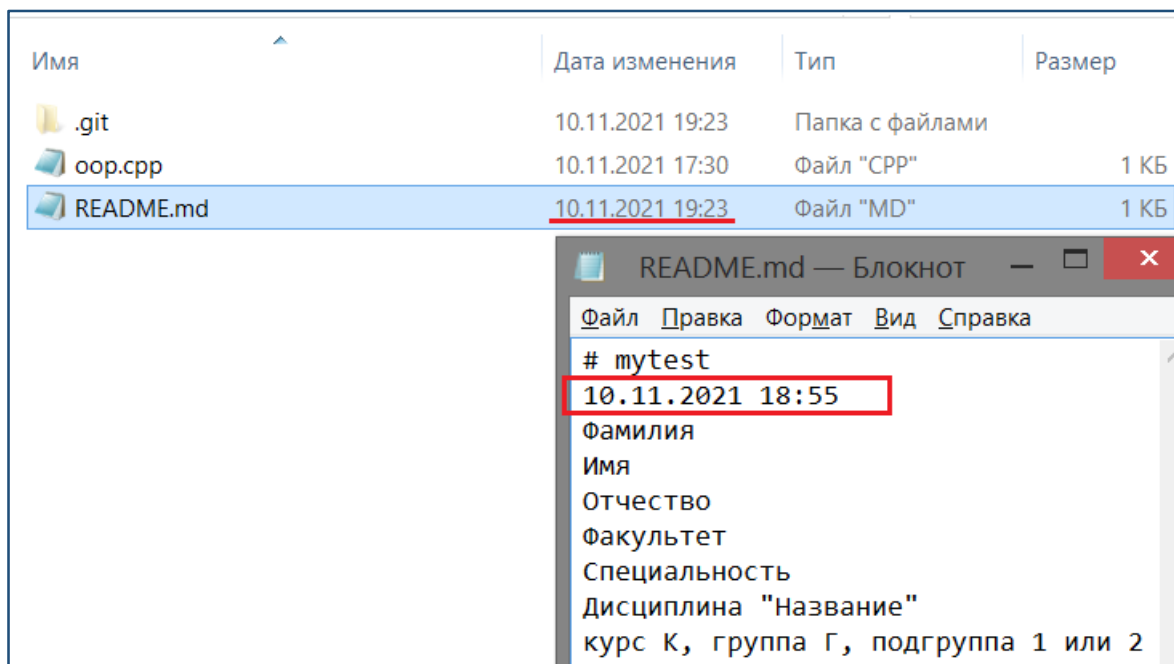 Имя Дата изменения Тип Размер
.git 10.11.2021 19:23 Папка с файлами
oop.cpp 10.11.2021 17:30 Файл "CPP" 1 КБ
README.md 10.11.2021 19:23 Файл "MD" 1 КБ
README.md — Блокнот
Файл Правка Формат Вид Справка
# mytest
10.11.2021 18:55
Фамилия
Имя
Отчество
Факультет
Специальность
Дисциплина "Название"
курс К, группа Г, подгруппа 1 или 2